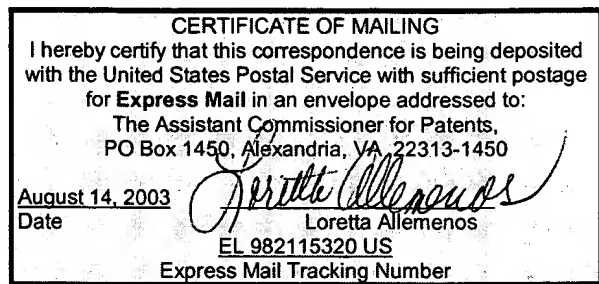 CERTIFICATE OF MAILING
I hereby certify that this correspondence is being deposited
with the United States Postal Service with sufficient postage
for Express Mail in an envelope addressed to:
The Assistant Commissioner for Patents,
PO Box 1450, Alexandria, VA 22313-1450
August 14, 2003 Loretta Allemenos
Date Loretta Allemenos
EL 982115320 US
Express Mail Tracking Number